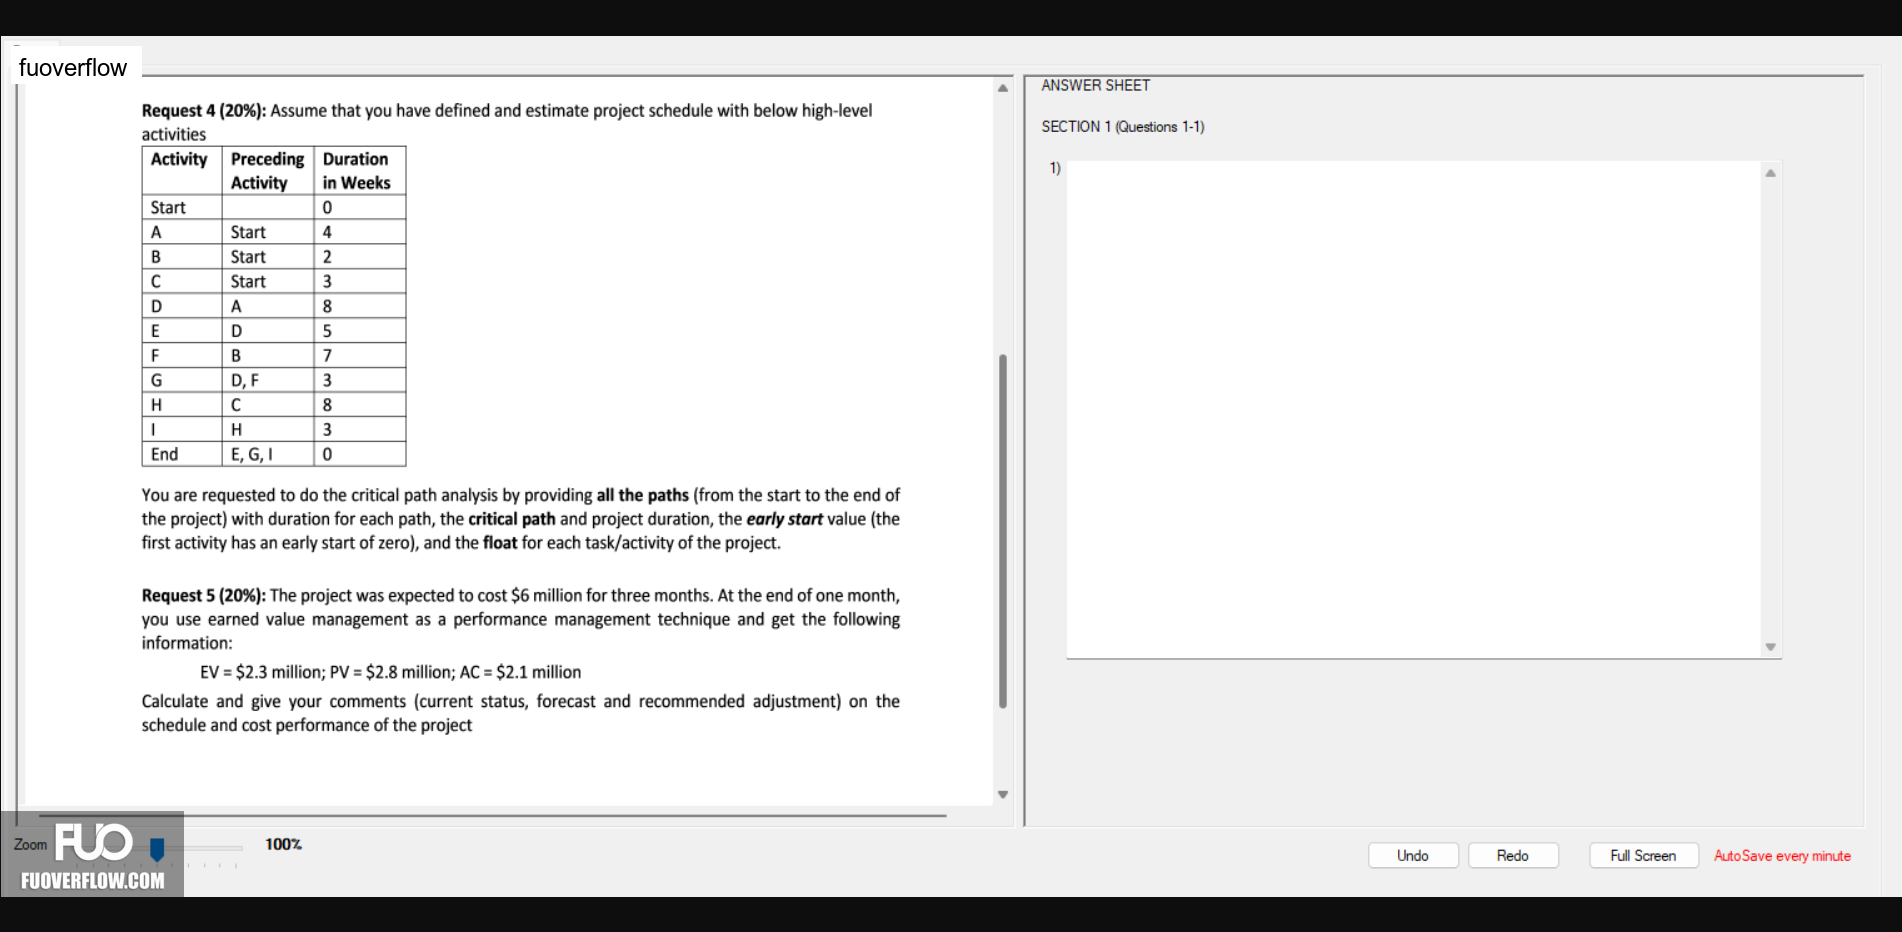 fuoverflow
Request 4 (20%): Assume that you have defined and estimate project schedule with below high-level
activities
Activity Preceding Activity Duration in Weeks
Start 0
A Start 4
B Start 2
C Start 3
D A 8
E D 5
F B 7
G D, F 3
H C 8
I H 3
End E, G, I 0
You are requested to do the critical path analysis by providing all the paths (from the start to the end of
the project) with duration for each path, the critical path and project duration, the early start value (the
first activity has an early start of zero), and the float for each task/activity of the project.
Request 5 (20%): The project was expected to cost $6 million for three months. At the end of one month,
you use earned value management as a performance management technique and get the following
information:
EV = $2.3 million; PV = $2.8 million; AC = $2.1 million
Calculate and give your comments (current status, forecast and recommended adjustment) on the
schedule and cost performance of the project
ANSWER SHEET
SECTION 1 (Questions 1-1)
1)
Zoom
100%
FUO
FUOVERFLOW.COM
Undo
Redo
Full Screen
AutoSave every minute